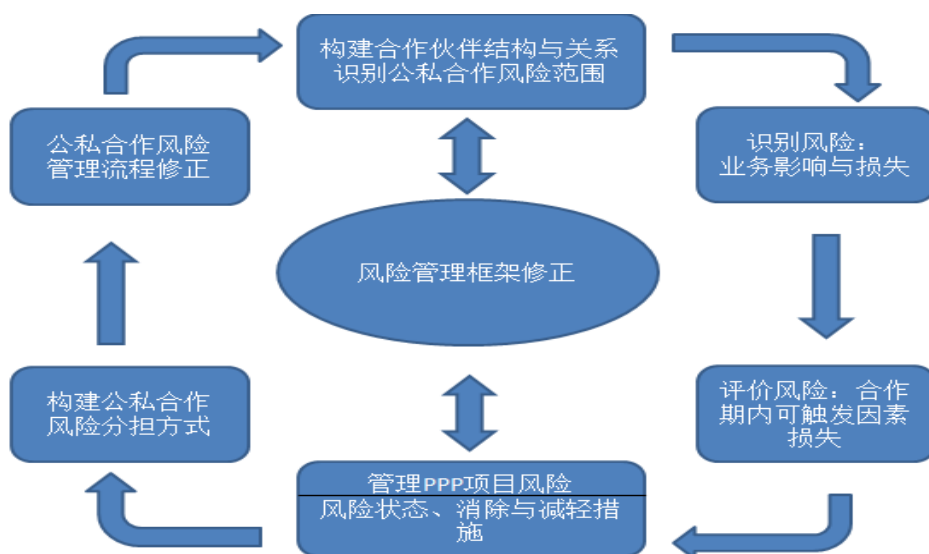 构建合作伙伴结构与关系
识别公私合作风险范围
公私合作风险
管理流程修正
识别风险：
业务影响与损失
风险管理框架修正
构建公私合作
风险分担方式
评价风险：合作
期内可触发因素
损失
管理PPP项目风险
风险状态、消除与减轻措
施